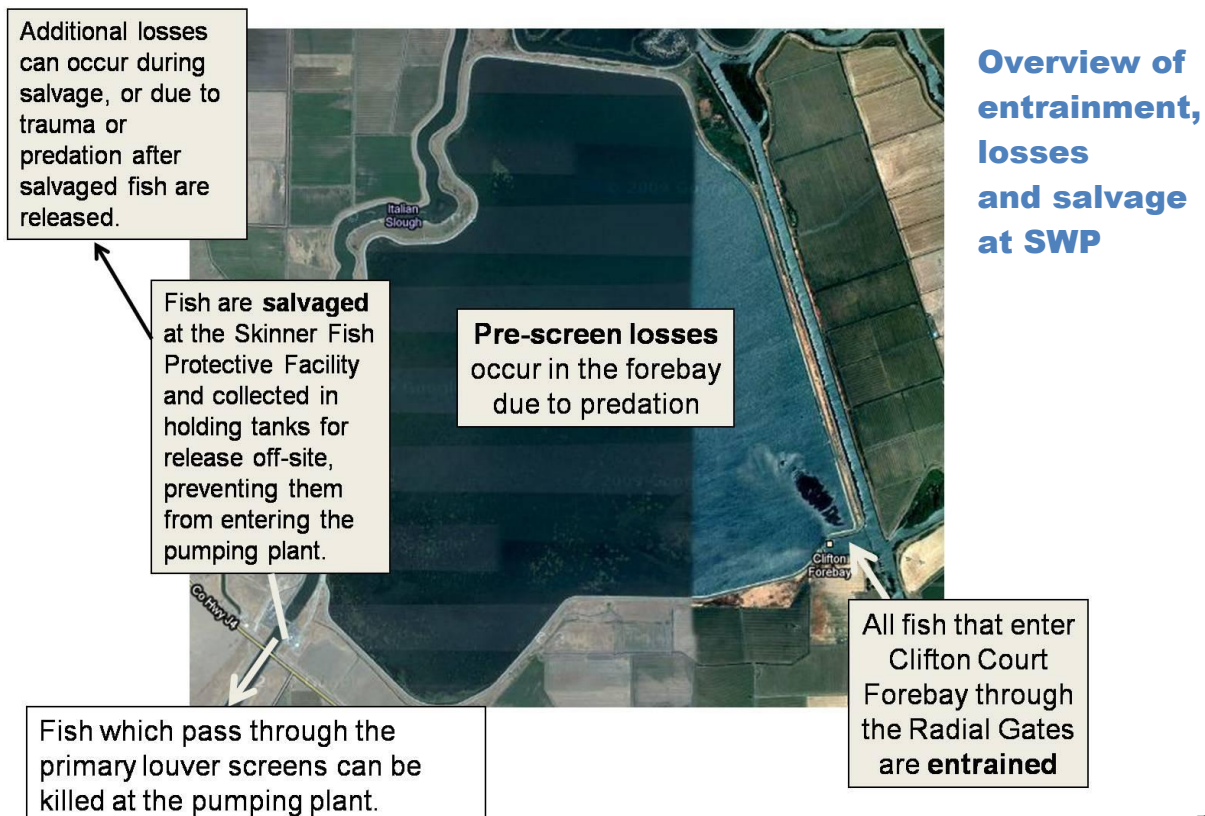 Overview of
entrainment,
losses
and salvage
at SWP
Additional losses
can occur during
salvage, or due to
trauma or
predation after
salvaged fish are
released.
Fish are salvaged
at the Skinner Fish
Protective Facility
and collected in
holding tanks for
release off-site,
preventing them
from entering the
pumping plant.
Pre-screen losses
occur in the forebay
due to predation
Italian
Slough
Clifton
Forebay
Co Hwy J4
All fish that enter
Clifton Court
Forebay through
the Radial Gates
are entrained
Fish which pass through the
primary louver screens can be
killed at the pumping plant.